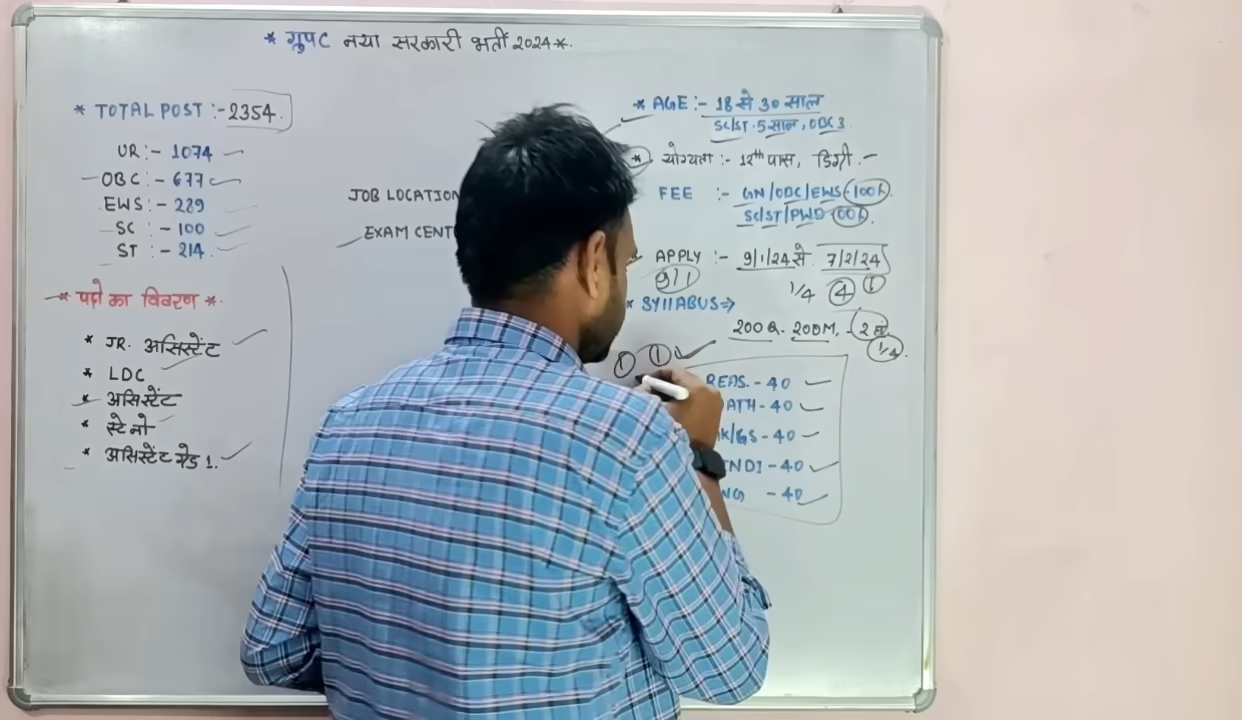 * ग्रुप C नया सरकारी भर्ती 2024 *.
* TOTAL POST :- 2354.
UR :- 1074
OBC :- 677
EWS :- 289
SC :- 100
ST :- 214
* पदो का विवरण *
* JR. असिस्टेंट
* LDC
* असिस्टेंट
* स्टेनो
* असिस्टेंट ग्रेड 1.
JOB LOCATION
EXAM CENT
* AGE :- 18 से 30 साल
SC/ST. 5 साल, OBC 3
* योग्यता :- 12th पास, डिग्री.-
FEE :- GN/OBC/EWS-100/-
SC/ST/PWD 00/-
* APPLY :- 9/1/24 से 7/2/24
9/1
1/4 4 1
* SYllABUS⇒
200 Q. 200M. - 2
1/4.
1 1
REAS. - 40
ATH - 40
K/GS - 40
NDI - 40
NG - 40